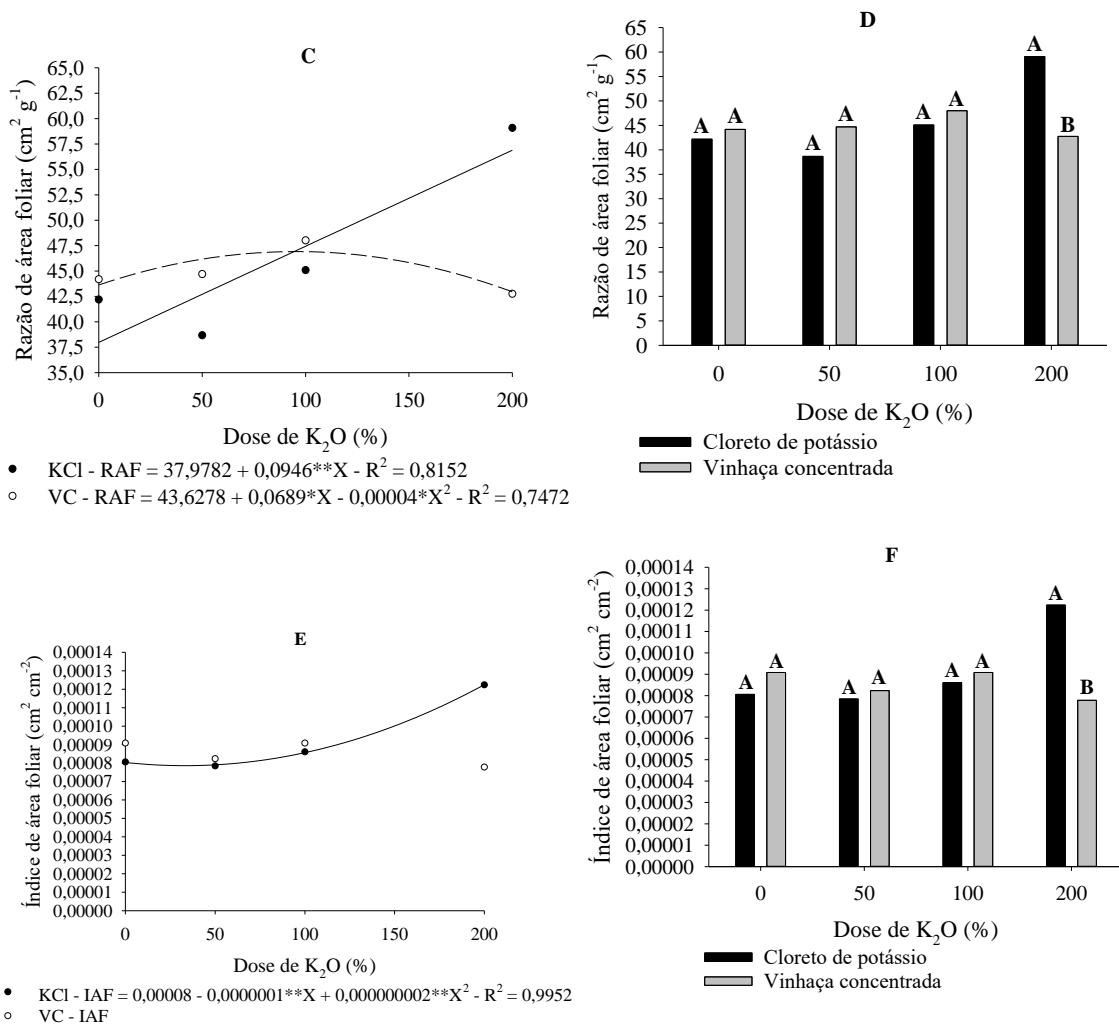 C
Razão de área foliar (cm² g⁻¹)
65,0
62,5
60,0
57,5
55,0
52,5
50,0
47,5
45,0
42,5
40,0
37,5
35,0
0 50 100 150 200
Dose de K₂O (%)
● KCl - RAF = 37,9782 + 0,0946**X - R² = 0,8152
○ VC - RAF = 43,6278 + 0,0689*X - 0,00004*X² - R² = 0,7472
D
Razão de área foliar (cm² g⁻¹)
65
60
55
50
45
40
35
30
25
20
15
10
5
0
A A A A A A A B
0 50 100 200
Dose de K₂O (%)
Cloreto de potássio
Vinhaça concentrada
E
Índice de área foliar (cm² cm⁻²)
0,00014
0,00013
0,00012
0,00011
0,00010
0,00009
0,00008
0,00007
0,00006
0,00005
0,00004
0,00003
0,00002
0,00001
0,00000
0 50 100 150 200
Dose de K₂O (%)
● KCl - IAF = 0,00008 - 0,0000001**X + 0,000000002**X² - R² = 0,9952
○ VC - IAF
F
Índice de área foliar (cm² cm⁻²)
0,00014
0,00013
0,00012
0,00011
0,00010
0,00009
0,00008
0,00007
0,00006
0,00005
0,00004
0,00003
0,00002
0,00001
0,00000
A A A A A A A B
0 50 100 200
Dose de K₂O (%)
Cloreto de potássio
Vinhaça concentrada